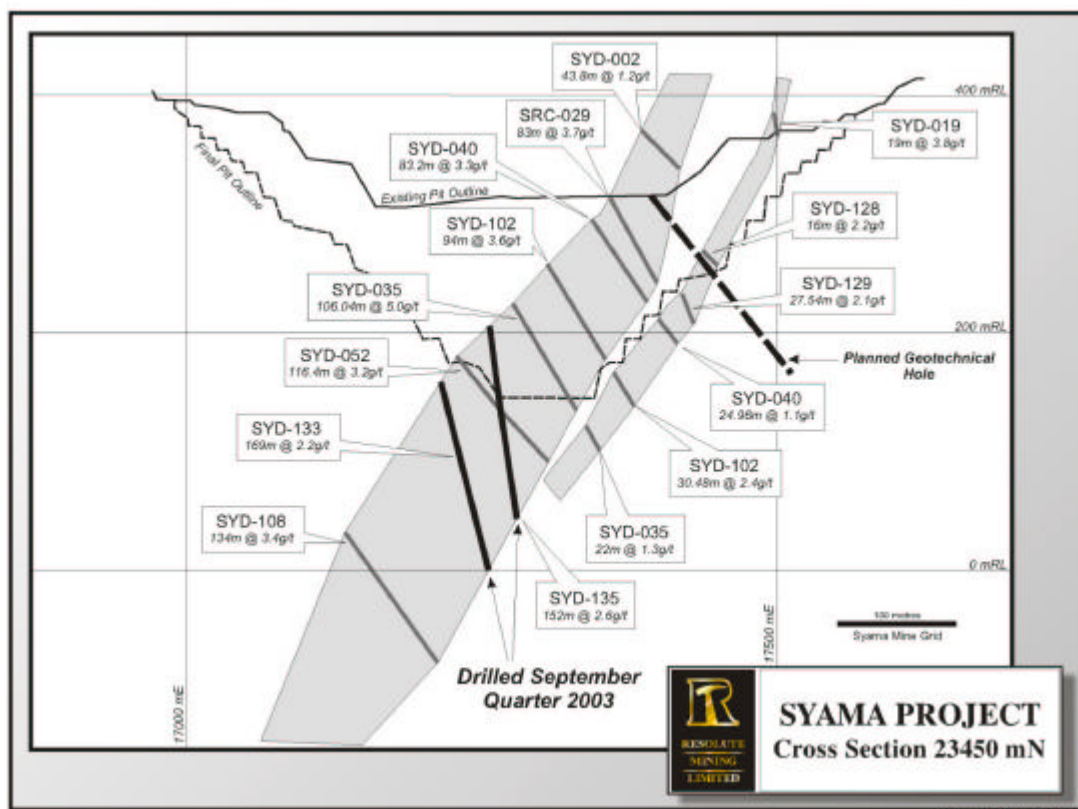 SYD-002
43.8m @ 1.2g/t
400 mRL
SRC-029
83m @ 3.7g/t
SYD-019
19m @ 3.8g/t
SYD-040
83.2m @ 3.3g/t
Final Pit Outline
Existing Pit Outline
SYD-102
94m @ 3.6g/t
SYD-128
16m @ 2.2g/t
SYD-035
106.04m @ 5.0g/t
SYD-129
27.54m @ 2.1g/t
200 mRL
SYD-052
116.4m @ 3.2g/t
Planned Geotechnical
Hole
SYD-040
24.98m @ 1.1g/t
SYD-133
169m @ 2.2g/t
SYD-102
30.48m @ 2.4g/t
SYD-108
134m @ 3.4g/t
SYD-035
22m @ 1.3g/t
0 mRL
SYD-135
152m @ 2.6g/t
100 metres
Syama Mine Grid
17000 mE
17500 mE
Drilled September
Quarter 2003
R
RESOLUTE
MINING
LIMITED
SYAMA PROJECT
Cross Section 23450 mN